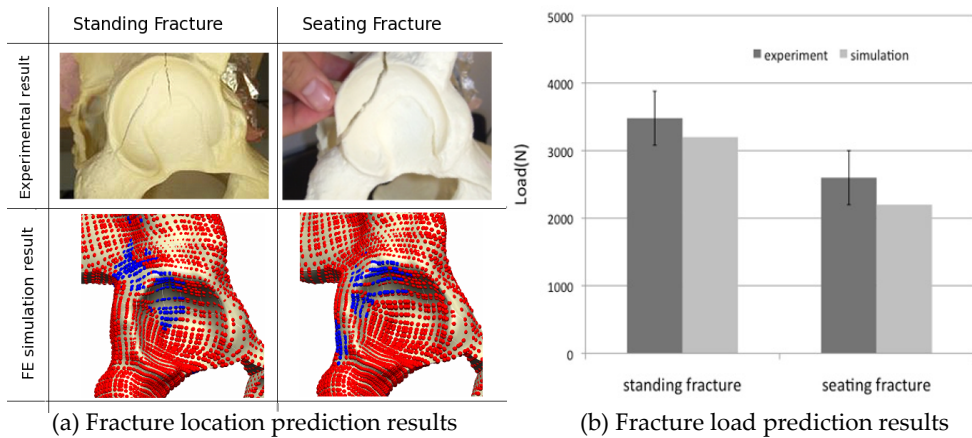 Standing Fracture
Seating Fracture
Experimental result
FE simulation result
(a) Fracture location prediction results
5000
4000
3000
2000
1000
0
Load(N)
experiment
simulation
standing fracture
seating fracture
(b) Fracture load prediction results